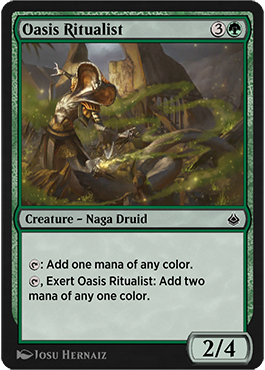 Oasis Ritualist 3
Creature – Naga Druid
: Add one mana of any color.
, Exert Oasis Ritualist: Add two
mana of any one color.
2/4
Josu Hernaiz